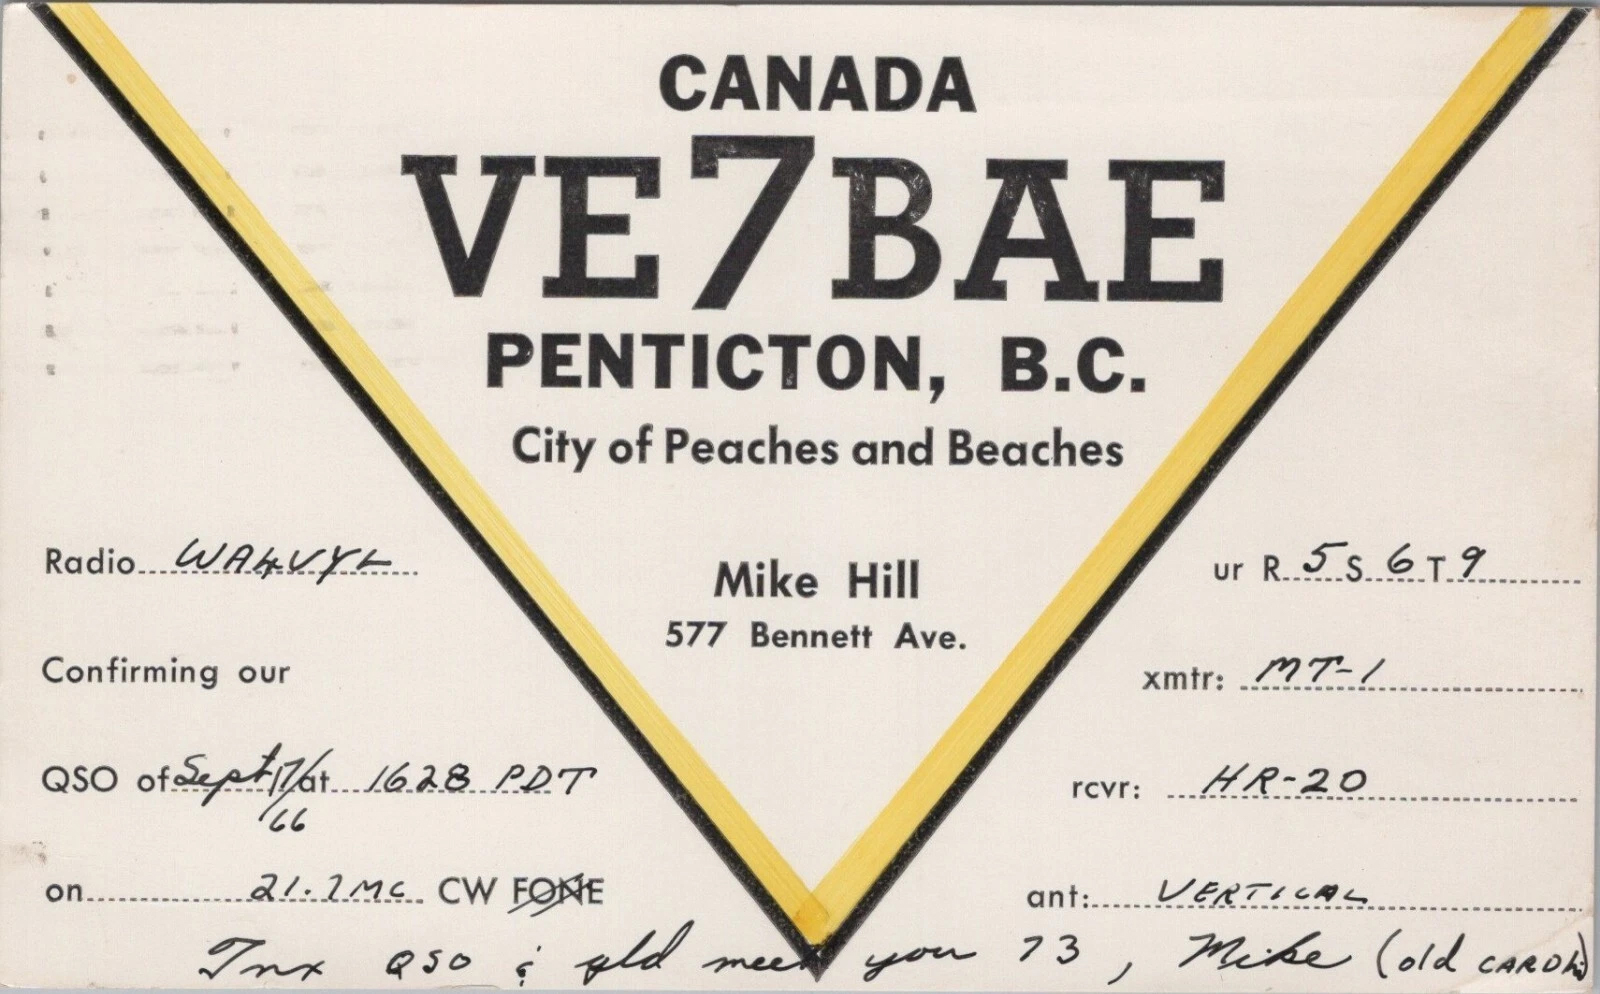 CANADA
VE7BAE
PENTICTON, B.C.
City of Peaches and Beaches
Mike Hill
577 Bennett Ave.
Radio WA4VYL
Confirming our
QSO of Sept 17/66 at 1628 PDT
on 21.1MC CW FONE
ur R 5 S 6 T 9
xmtr: MT-1
rcvr: HR-20
ant: VERTICAL
Tnx QSO & gld meet you 73, Mike (old CARD